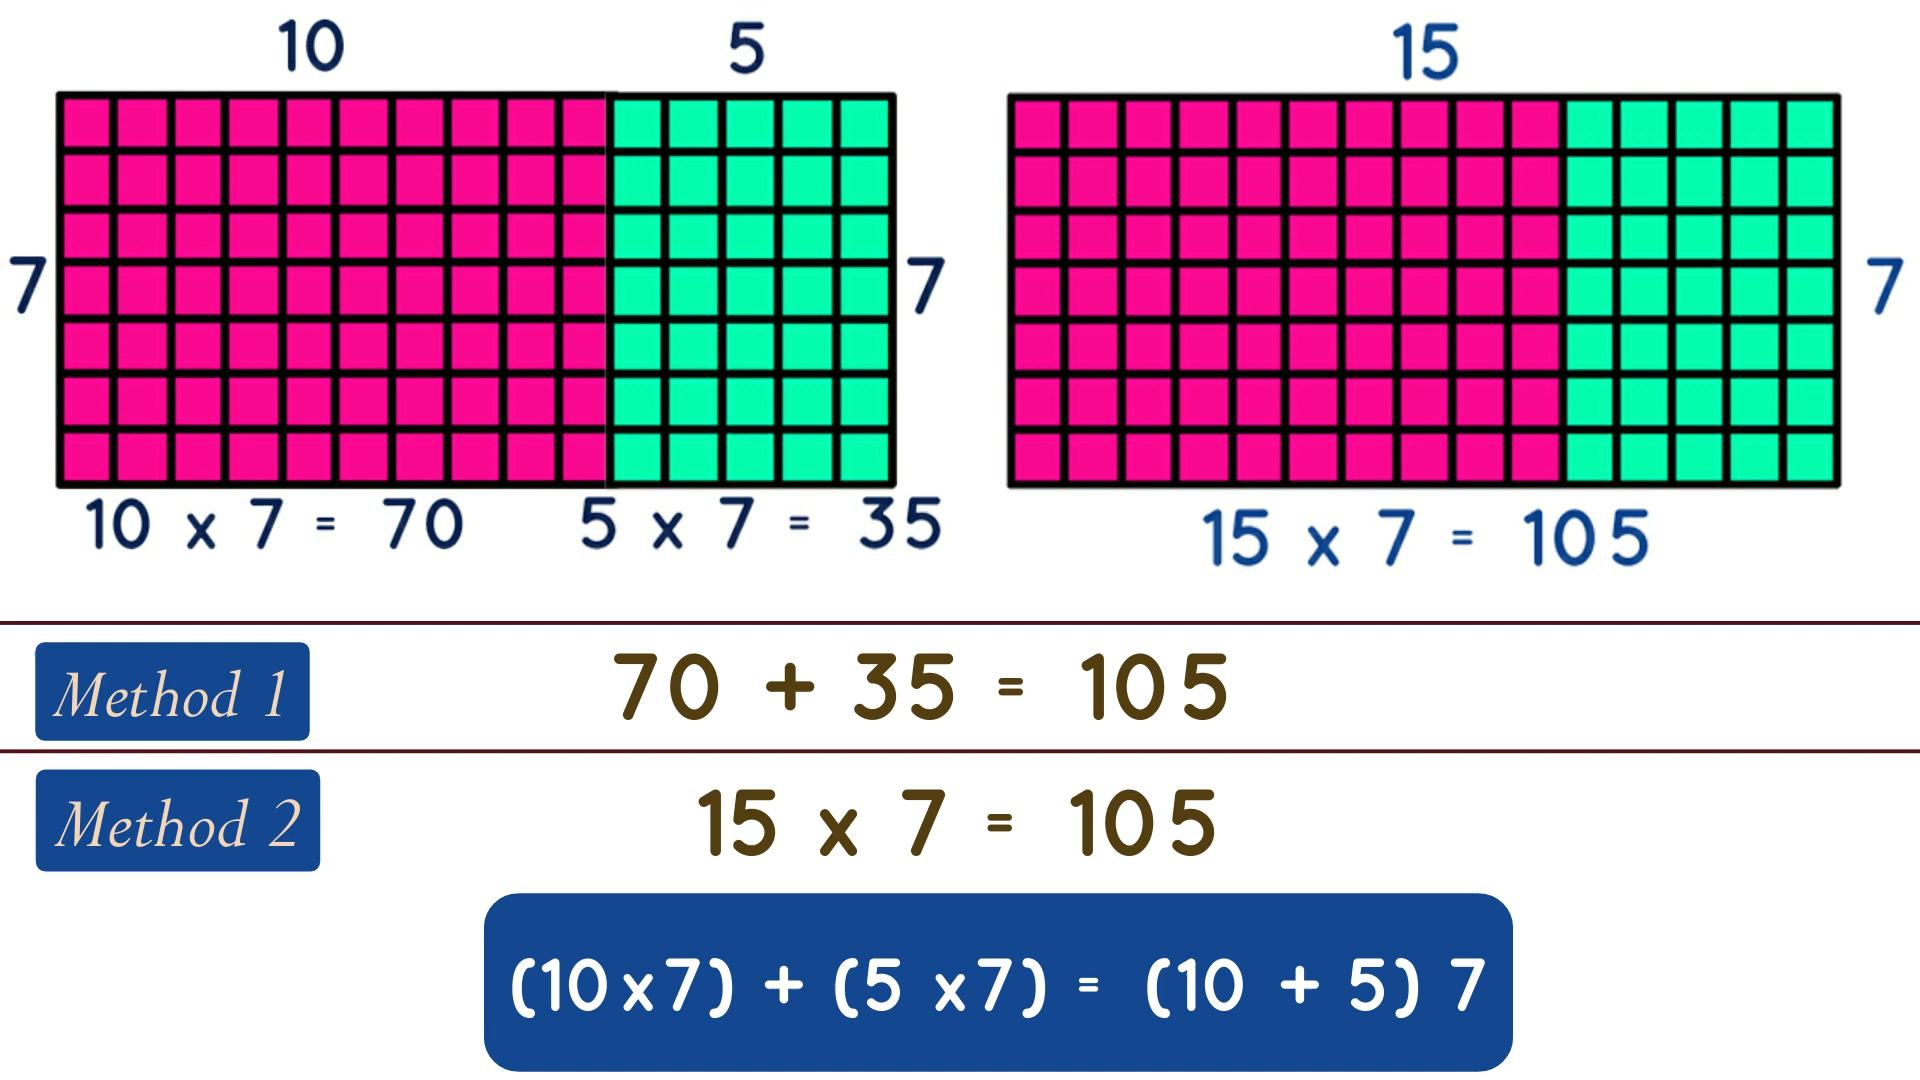 10 5 15
7 7 7
10 x 7 = 70 5 x 7 = 35 15 x 7 = 105
Method 1 70 + 35 = 105
Method 2 15 x 7 = 105
(10 x 7) + (5 x 7) = (10 + 5) 7